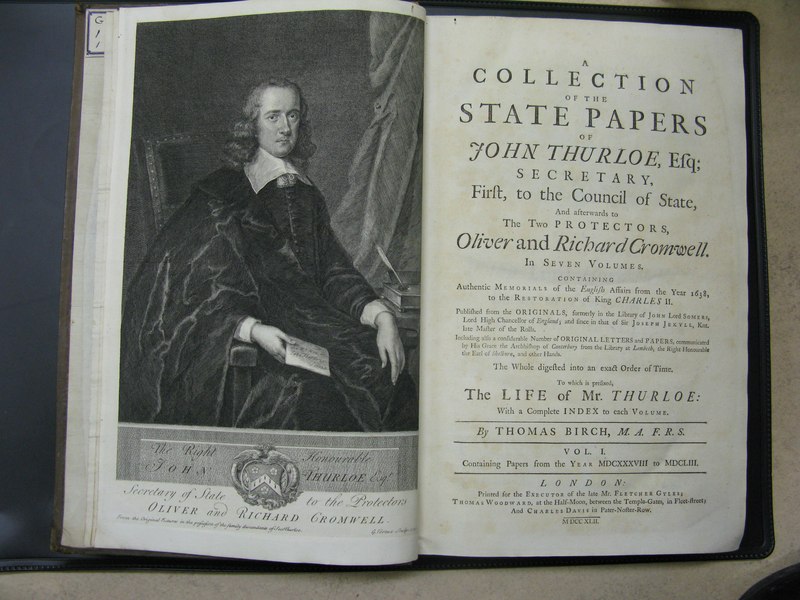 G
The Right Honourable
JOHN THURLOE Esqr.
Secretary of State to the Protectors
OLIVER and RICHARD CROMWELL.
From the Original Picture in the possession of the family
A
COLLECTION
OF THE
STATE PAPERS
OF
JOHN THURLOE, Eſq;
SECRETARY,
Firſt, to the Council of State,
And afterwards to
The Two PROTECTORS,
Oliver and Richard Cromwell.
In SEVEN VOLUMES.
CONTAINING
Authentic MEMORIALS of the Engliſh Affairs from the Year 1638,
to the RESTORATION of King CHARLES II.
Publiſhed from the ORIGINALS, formerly in the Library of JOHN Lord SOMERS,
Lord High Chancellor of England; and ſince in that of Sir JOSEPH JEKYLL, Knt.
late Maſter of the Rolls.
Including alſo a conſiderable Number of ORIGINAL LETTERS and PAPERS, communicated
by His Grace the Archbiſhop of Canterbury from the Library at Lambeth, the Right Honourable
the Earl of Shelburn, and other Hands.
The Whole digeſted into an exact Order of Time.
To which is prefixed,
The LIFE of Mr. THURLOE:
With a Complete INDEX to each VOLUME.
By THOMAS BIRCH, M. A. F. R. S.
VOL. I.
Containing Papers from the YEAR MDCXXXVIII to MDCLIII.
LONDON:
Printed for the EXECUTOR of the late Mr. FLETCHER GYLES;
THOMAS WOODWARD, at the Half-Moon, between the Temple-Gates, in Fleet-ſtreet;
And CHARLES DAVIS in Pater-Noſter-Row.
MDCCXLII.